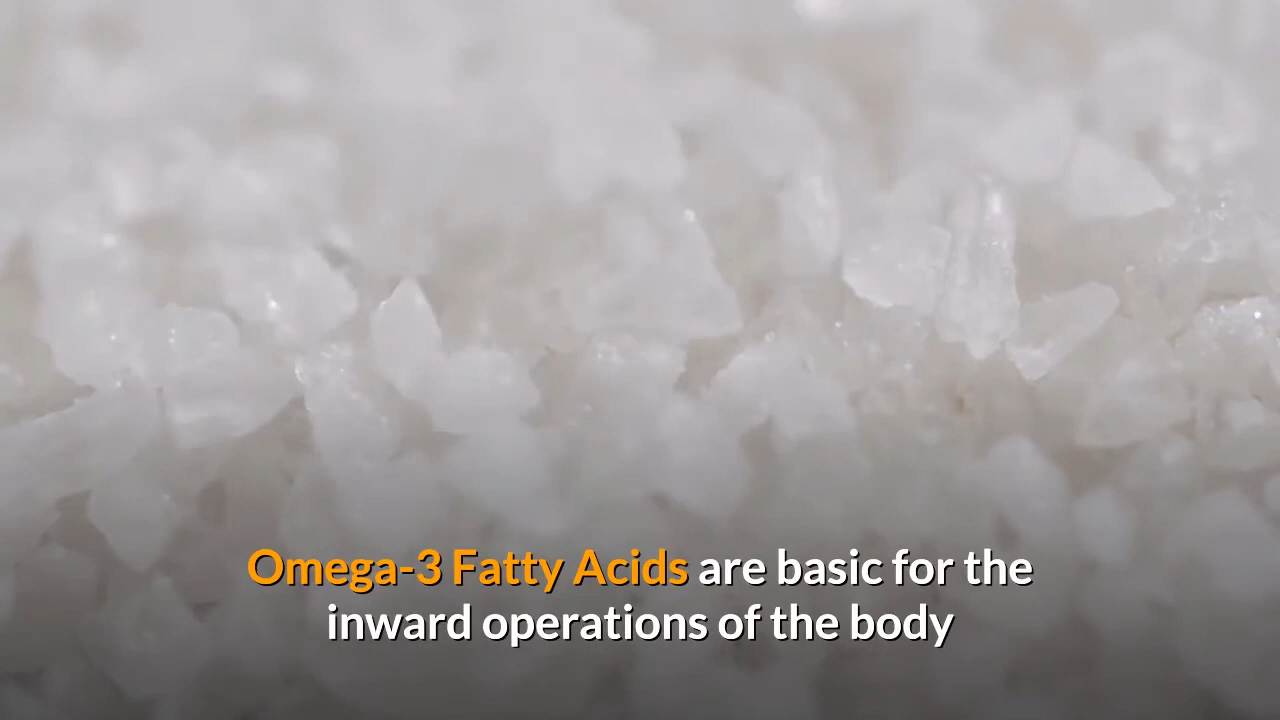 Omega-3 Fatty Acids are basic for the
inward operations of the body